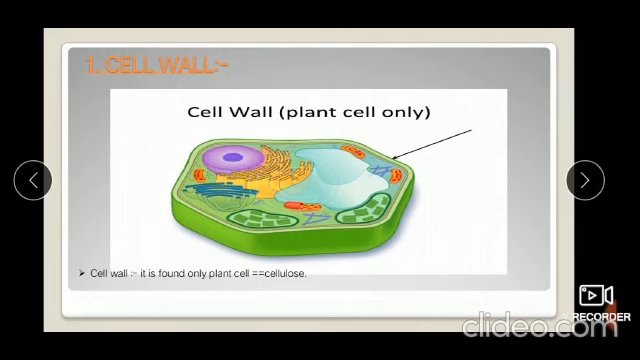 1. CELL WALL:-
Cell Wall (plant cell only)
Cell wall :- it is found only plant cell ==cellulose.
V RECORDER
clideo.com